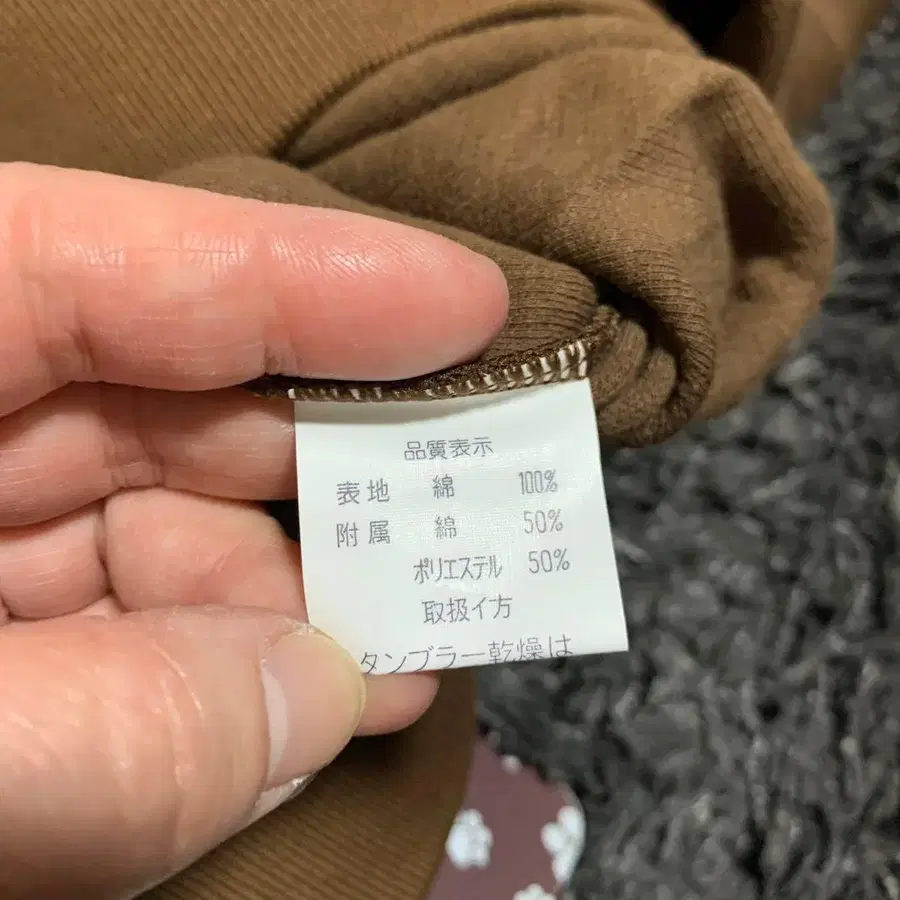 品質表示
表地 綿 100%
附属 綿 50%
ポリエステル 50%
取扱イ方
タンブラー乾燥は